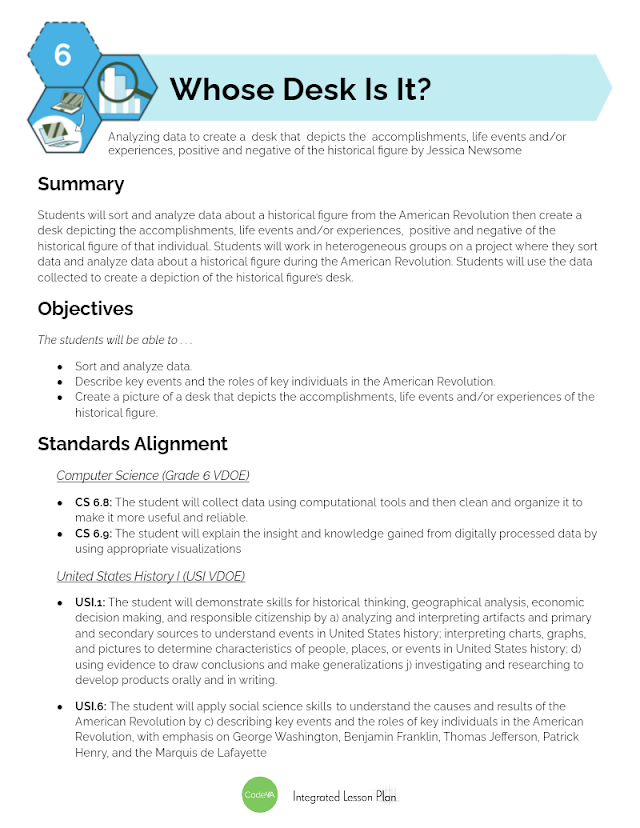 6
Whose Desk Is It?
Analyzing data to create a desk that depicts the accomplishments, life events and/or
experiences, positive and negative of the historical figure by Jessica Newsome
Summary
Students will sort and analyze data about a historical figure from the American Revolution then create a
desk depicting the accomplishments, life events and/or experiences, positive and negative of the
historical figure of that individual. Students will work in heterogeneous groups on a project where they sort
data and analyze data about a historical figure during the American Revolution. Students will use the data
collected to create a depiction of the historical figure's desk.
Objectives
The students will be able to . . .
● Sort and analyze data.
● Describe key events and the roles of key individuals in the American Revolution.
● Create a picture of a desk that depicts the accomplishments, life events and/or experiences of the
historical figure.
Standards Alignment
Computer Science (Grade 6 VDOE)
● CS 6.8: The student will collect data using computational tools and then clean and organize it to
make it more useful and reliable.
● CS 6.9: The student will explain the insight and knowledge gained from digitally processed data by
using appropriate visualizations
United States History I (USI VDOE)
● USI.1: The student will demonstrate skills for historical thinking, geographical analysis, economic
decision making, and responsible citizenship by a) analyzing and interpreting artifacts and primary
and secondary sources to understand events in United States history; interpreting charts, graphs,
and pictures to determine characteristics of people, places, or events in United States history; d)
using evidence to draw conclusions and make generalizations j) investigating and researching to
develop products orally and in writing.
● USI.6: The student will apply social science skills to understand the causes and results of the
American Revolution by c) describing key events and the roles of key individuals in the American
Revolution, with emphasis on George Washington, Benjamin Franklin, Thomas Jefferson, Patrick
Henry, and the Marquis de Lafayette
CodeVA Integrated Lesson Plan